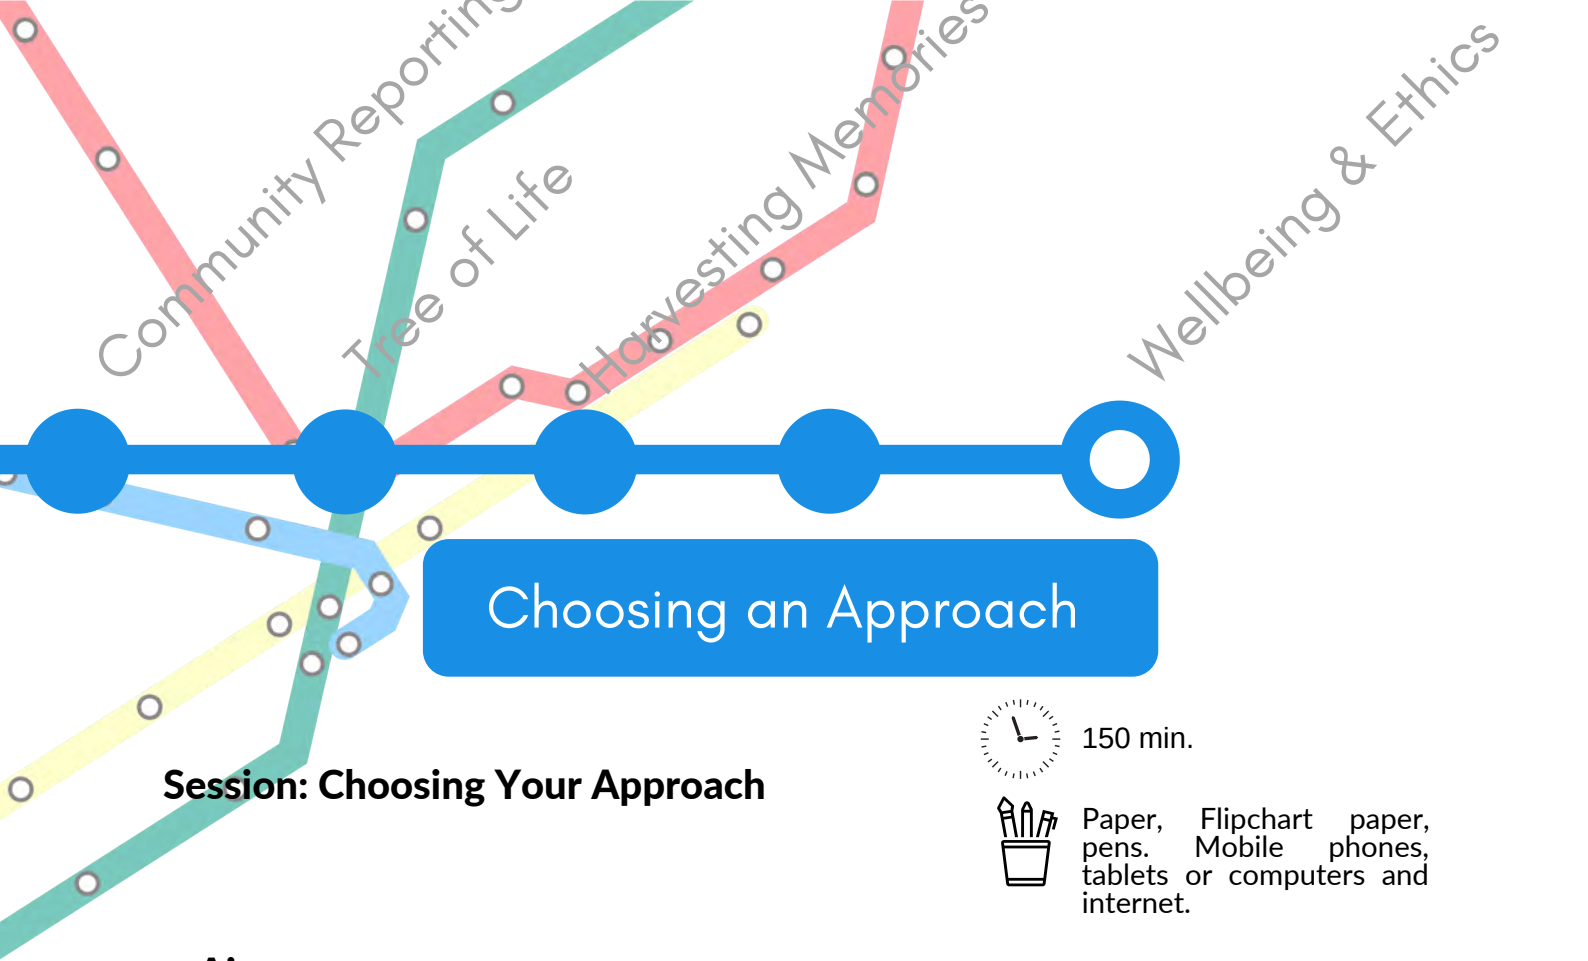 Community Reporting
Tree of Life
Harvesting Memories
Wellbeing & Ethics
Choosing an Approach
150 min.
Session: Choosing Your Approach
Paper, Flipchart paper,
pens. Mobile phones,
tablets or computers and
internet.